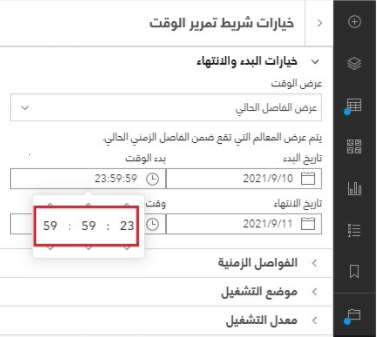 خيارات شريط تمرير الوقت
خيارات البدء والانتهاء
عرض الوقت
عرض الفاصل الحالي
يتم عرض المعالم التي تقع ضمن الفاصل الزمني الحالي.
تاريخ البدء بدء الوقت
2021/9/10 23:59:59
تاريخ الانتهاء وقت
2021/9/11
59 : 59 : 23
الفواصل الزمنية
موضع التشغيل
معدل التشغيل